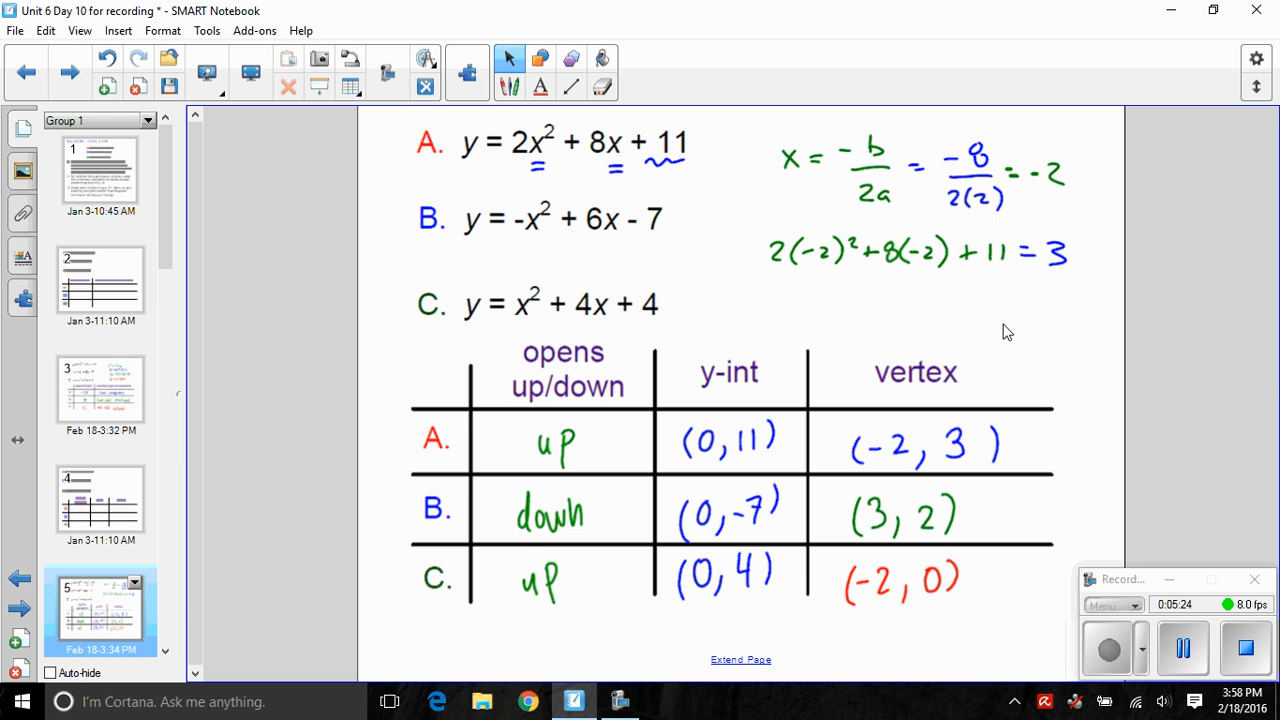 Unit 6 Day 10 for recording * - SMART Notebook
File Edit View Insert Format Tools Add-ons Help
Group 1
1
Jan 3-10:45 AM
2
Jan 3-11:10 AM
3
Feb 18-3:32 PM
4
Jan 3-11:10 AM
5
Feb 18-3:34 PM
Auto-hide
A. y = 2x² + 8x + 11
x = -b/2a = -8/2(2) = -2
B. y = -x² + 6x - 7
2(-2)² + 8(-2) + 11 = 3
C. y = x² + 4x + 4
opens up/down y-int vertex
A. up (0, 11) (-2, 3)
B. down (0, -7) (3, 2)
C. up (0, 4) (-2, 0)
Extend Page
Record...
Menu 0:05:24 8.0 fps
I'm Cortana. Ask me anything.
3:58 PM
2/18/2016